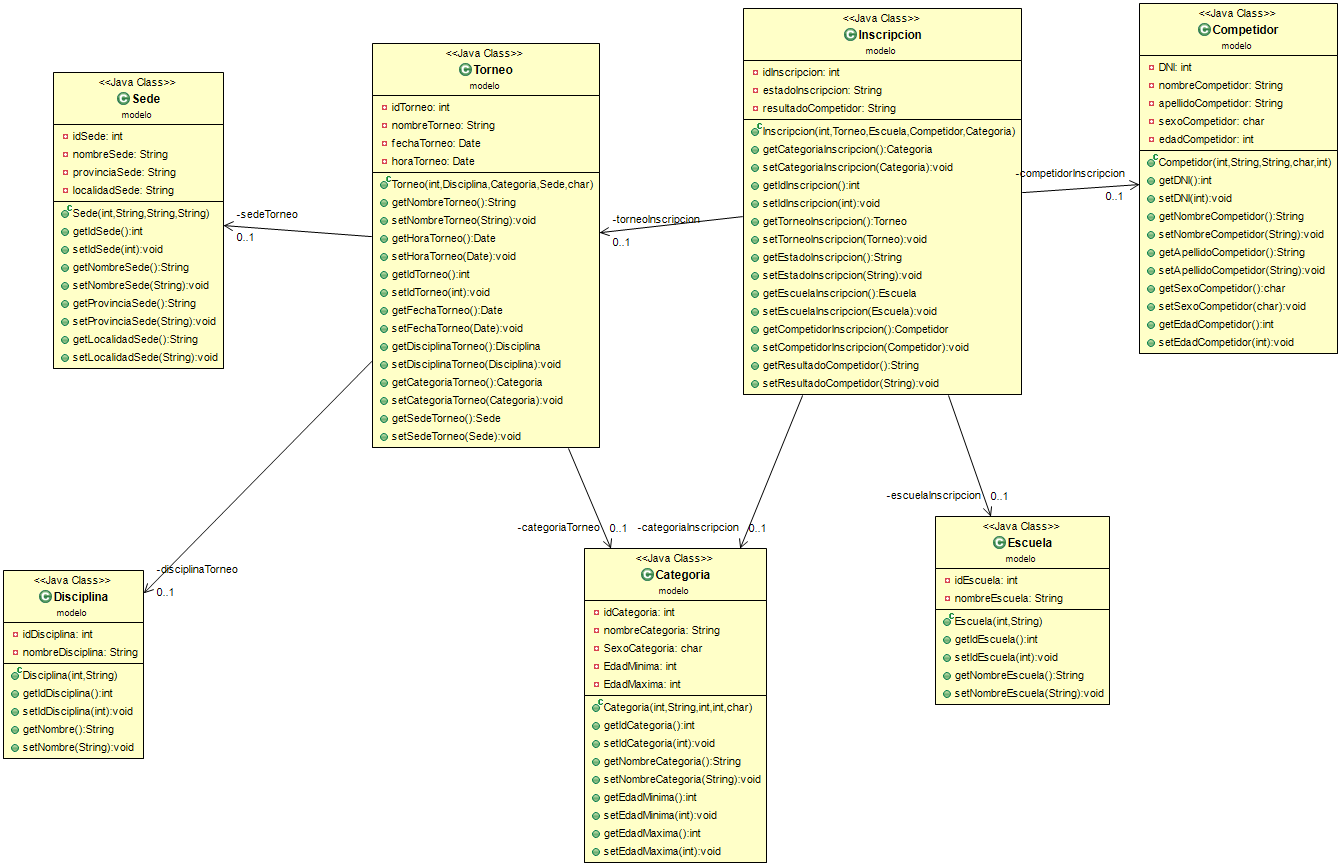 <<Java Class>>
Sede
modelo
idSede: int
nombreSede: String
provinciaSede: String
localidadSede: String
Sede(int,String,String,String)
getIdSede():int
setIdSede(int):void
getNombreSede():String
setNombreSede(String):void
getProvinciaSede():String
setProvinciaSede(String):void
getLocalidadSede():String
setLocalidadSede(String):void
-sedeTorneo
0..1
<<Java Class>>
Torneo
modelo
idTorneo: int
nombreTorneo: String
fechaTorneo: Date
horaTorneo: Date
Torneo(int,Disciplina,Categoria,Sede,char)
getNombreTorneo():String
setNombreTorneo(String):void
getHoraTorneo():Date
setHoraTorneo(Date):void
getIdTorneo():int
setIdTorneo(int):void
getFechaTorneo():Date
setFechaTorneo(Date):void
getDisciplinaTorneo():Disciplina
setDisciplinaTorneo(Disciplina):void
getCategoriaTorneo():Categoria
setCategoriaTorneo(Categoria):void
getSedeTorneo():Sede
setSedeTorneo(Sede):void
-torneoInscripcion
0..1
<<Java Class>>
Inscripcion
modelo
idInscripcion: int
estadoInscripcion: String
resultadoCompetidor: String
Inscripcion(int,Torneo,Escuela,Competidor,Categoria)
getCategoriaInscripcion():Categoria
setCategoriaInscripcion(Categoria):void
getIdInscripcion():int
setIdInscripcion(int):void
getTorneoInscripcion():Torneo
setTorneoInscripcion(Torneo):void
getEstadoInscripcion():String
setEstadoInscripcion(String):void
getEscuelaInscripcion():Escuela
setEscuelaInscripcion(Escuela):void
getCompetidorInscripcion():Competidor
setCompetidorInscripcion(Competidor):void
getResultadoCompetidor():String
setResultadoCompetidor(String):void
-competidorInscripcion
0..1
<<Java Class>>
Competidor
modelo
DNI: int
nombreCompetidor: String
apellidoCompetidor: String
sexoCompetidor: char
edadCompetidor: int
Competidor(int,String,String,char,int)
getDNI():int
setDNI(int):void
getNombreCompetidor():String
setNombreCompetidor(String):void
getApellidoCompetidor():String
setApellidoCompetidor(String):void
getSexoCompetidor():char
setSexoCompetidor(char):void
getEdadCompetidor():int
setEdadCompetidor(int):void
-disciplinaTorneo
0..1
<<Java Class>>
Disciplina
modelo
idDisciplina: int
nombreDisciplina: String
Disciplina(int,String)
getIdDisciplina():int
setIdDisciplina(int):void
getNombre():String
setNombre(String):void
-categoriaTorneo
0..1
-categoriaInscripcion
0..1
<<Java Class>>
Categoria
modelo
idCategoria: int
nombreCategoria: String
SexoCategoria: char
EdadMinima: int
EdadMaxima: int
Categoria(int,String,int,int,char)
getIdCategoria():int
setIdCategoria(int):void
getNombreCategoria():String
setNombreCategoria(String):void
getEdadMinima():int
setEdadMinima(int):void
getEdadMaxima():int
setEdadMaxima(int):void
-escuelaInscripcion
0..1
<<Java Class>>
Escuela
modelo
idEscuela: int
nombreEscuela: String
Escuela(int,String)
getIdEscuela():int
setIdEscuela(int):void
getNombreEscuela():String
setNombreEscuela(String):void